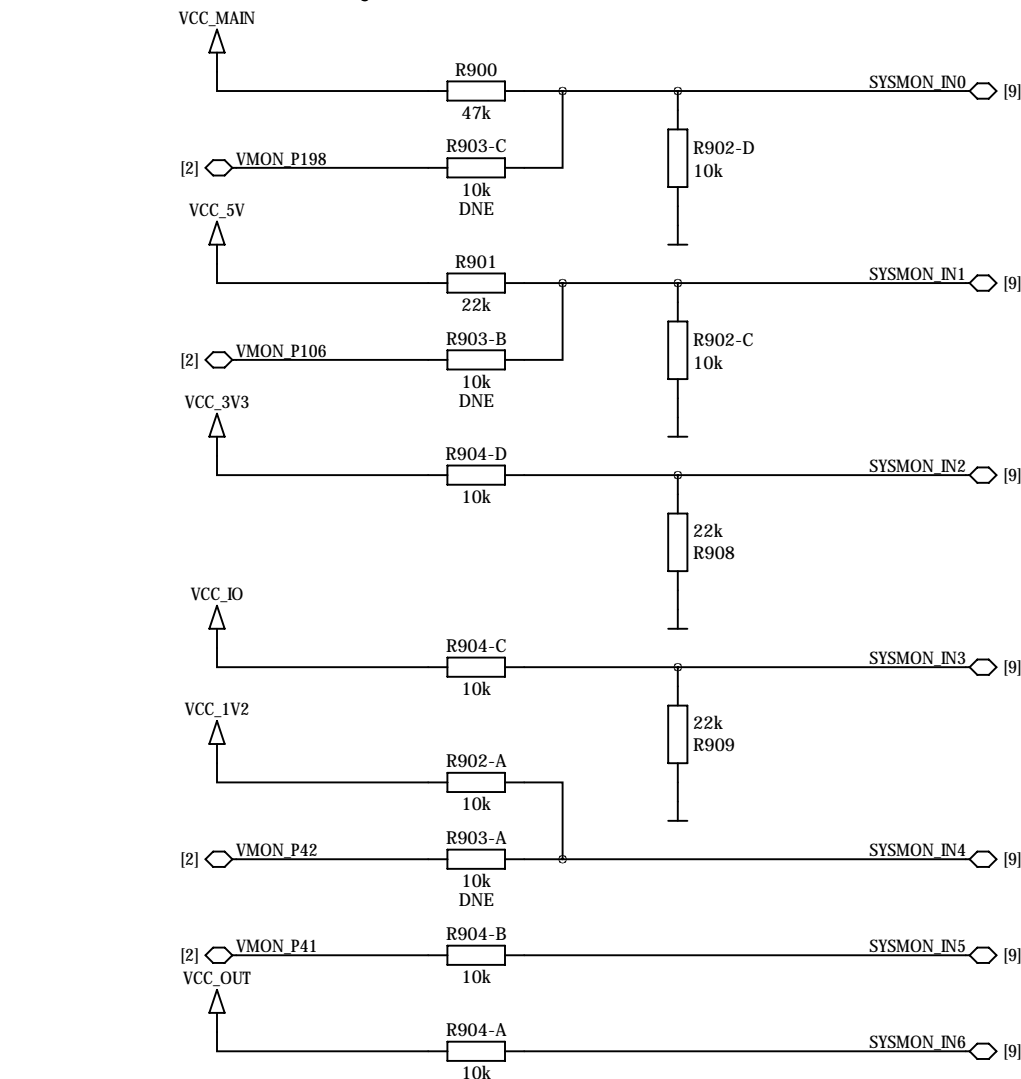 VCC_MAIN
R900
47k
SYSMON_IN0
[9]
R903-C
[2]
VMON_P198
10k
DNE
R902-D
10k
VCC_5V
R901
22k
SYSMON_IN1
[9]
R903-B
[2]
VMON_P106
10k
DNE
R902-C
10k
VCC_3V3
R904-D
10k
SYSMON_IN2
[9]
22k
R908
VCC_IO
R904-C
10k
SYSMON_IN3
[9]
22k
R909
VCC_1V2
R902-A
10k
R903-A
[2]
VMON_P42
10k
DNE
SYSMON_IN4
[9]
R904-B
[2]
VMON_P41
10k
SYSMON_IN5
[9]
VCC_OUT
R904-A
10k
SYSMON_IN6
[9]